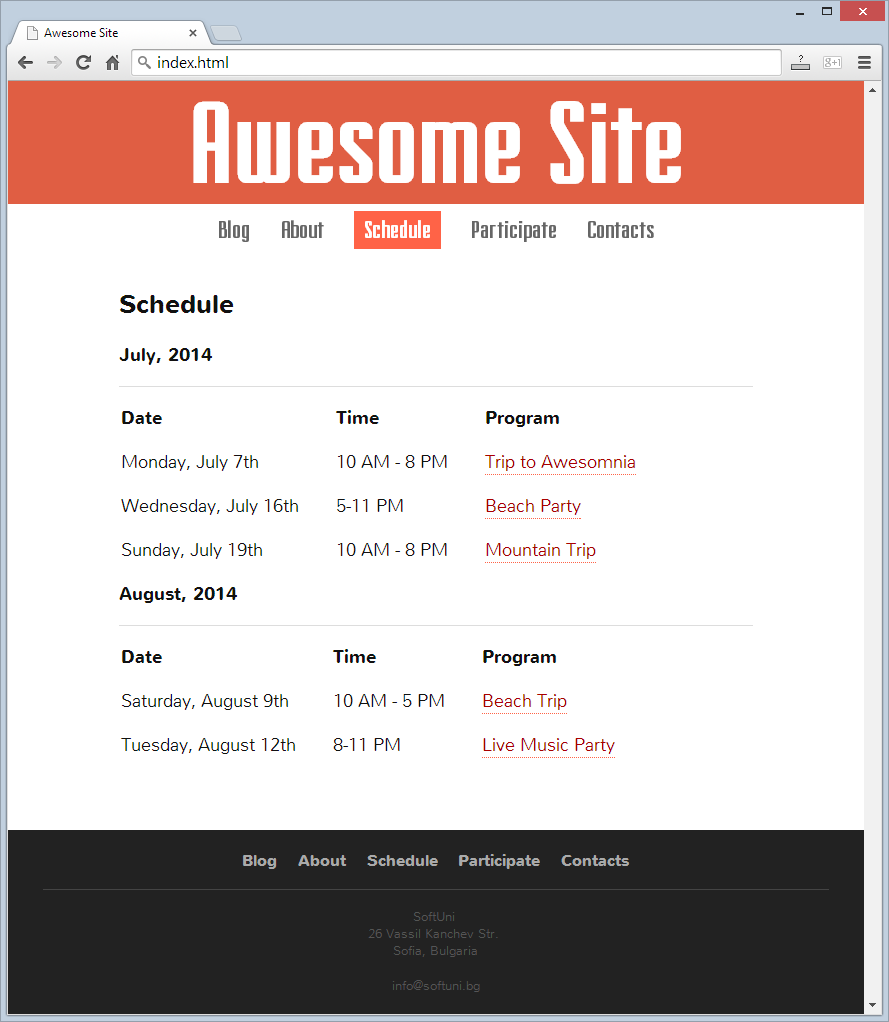 Awesome Site
index.html
?
g+1
Awesome Site
Blog About Schedule Participate Contacts
Schedule
July, 2014
Date Time Program
Monday, July 7th 10 AM - 8 PM Trip to Awesomnia
Wednesday, July 16th 5-11 PM Beach Party
Sunday, July 19th 10 AM - 8 PM Mountain Trip
August, 2014
Date Time Program
Saturday, August 9th 10 AM - 5 PM Beach Trip
Tuesday, August 12th 8-11 PM Live Music Party
Blog About Schedule Participate Contacts
SoftUni
26 Vassil Kanchev Str.
Sofia, Bulgaria
info@softuni.bg